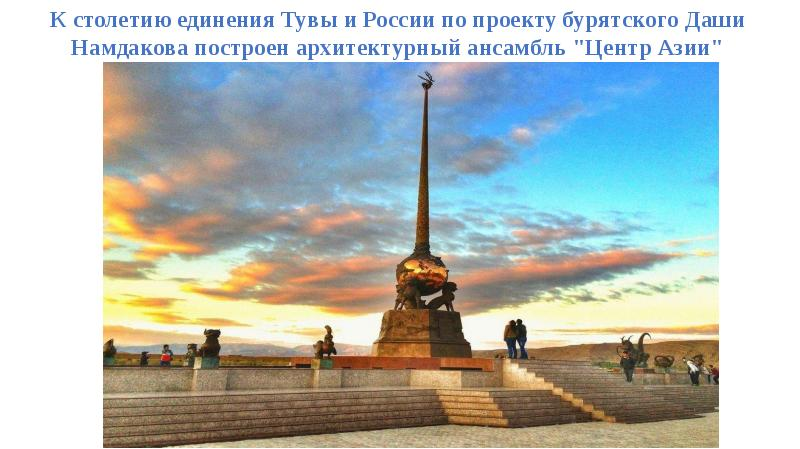 К столетию единения Тувы и России по проекту бурятского Даши
Намдакова построен архитектурный ансамбль "Центр Азии"